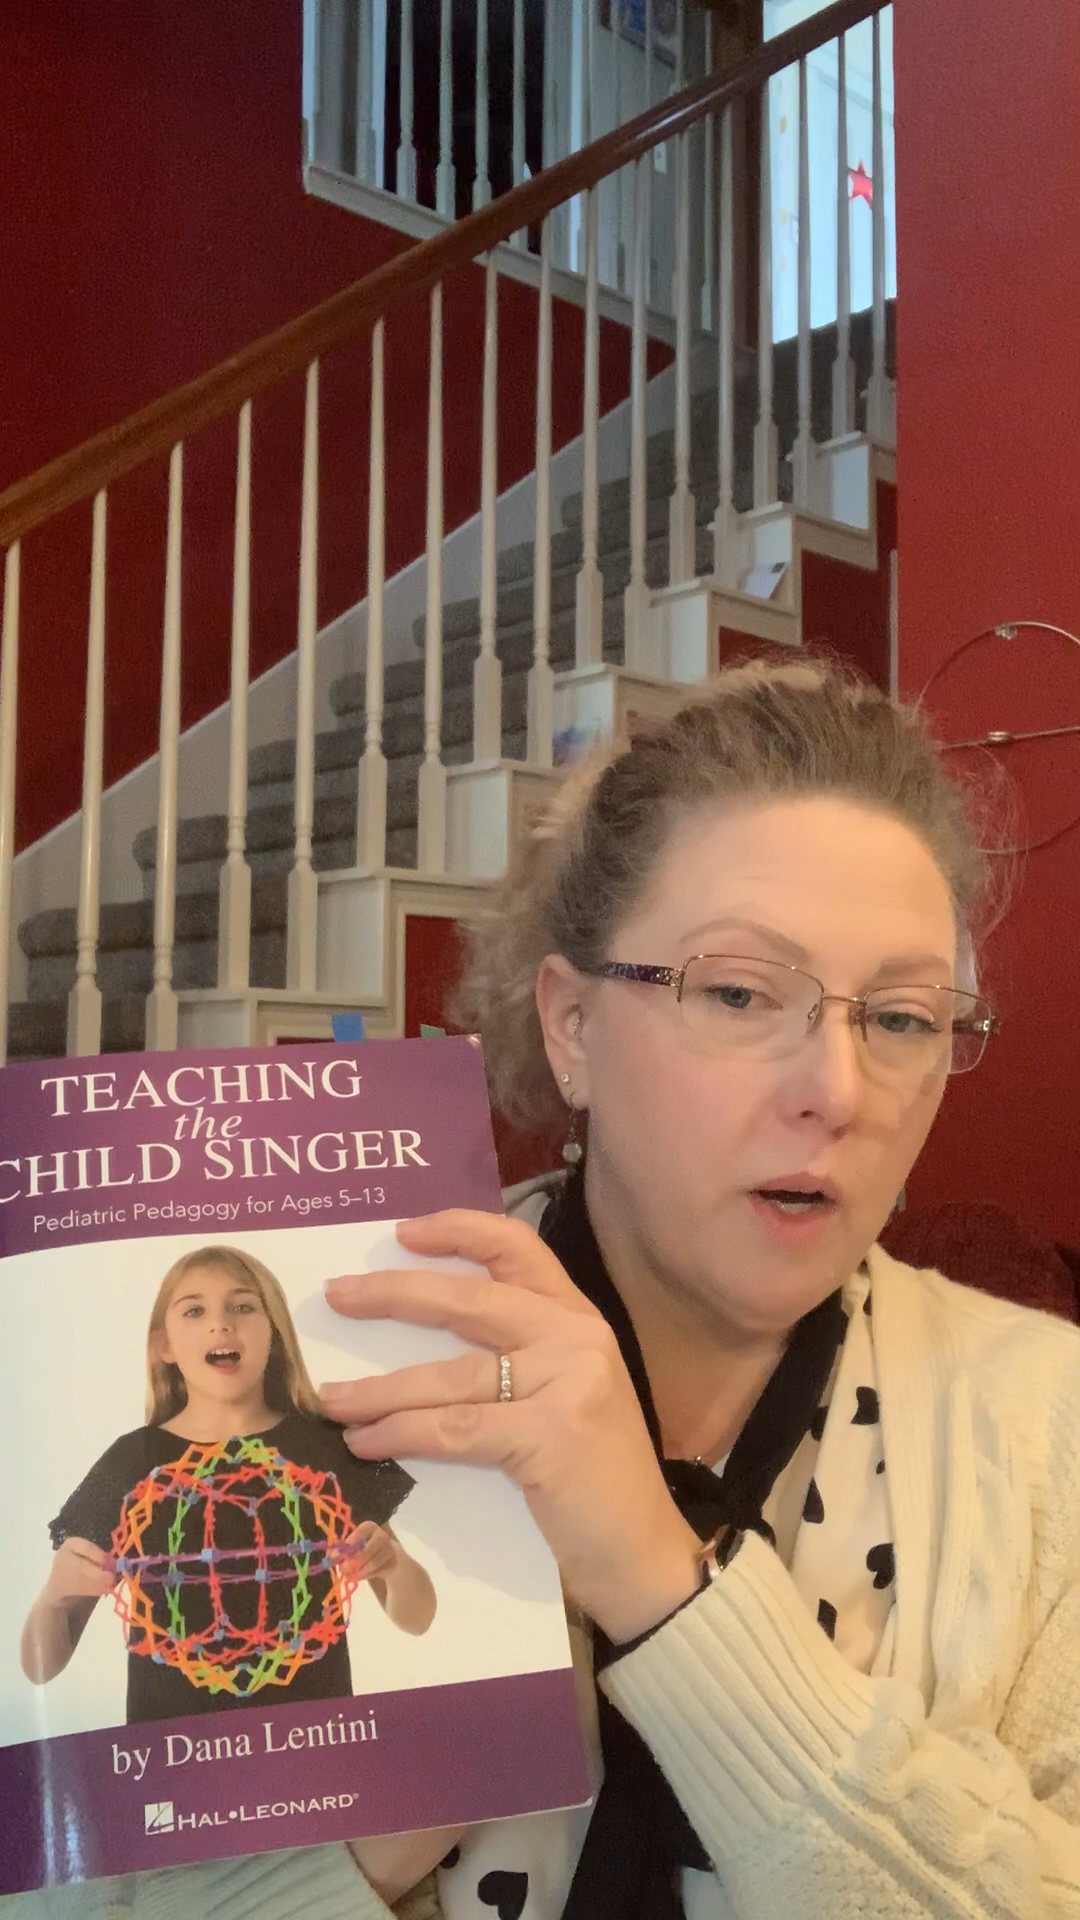 TEACHING
the
CHILD SINGER
Pediatric Pedagogy for Ages 5–13
by Dana Lentini
HAL•LEONARD®